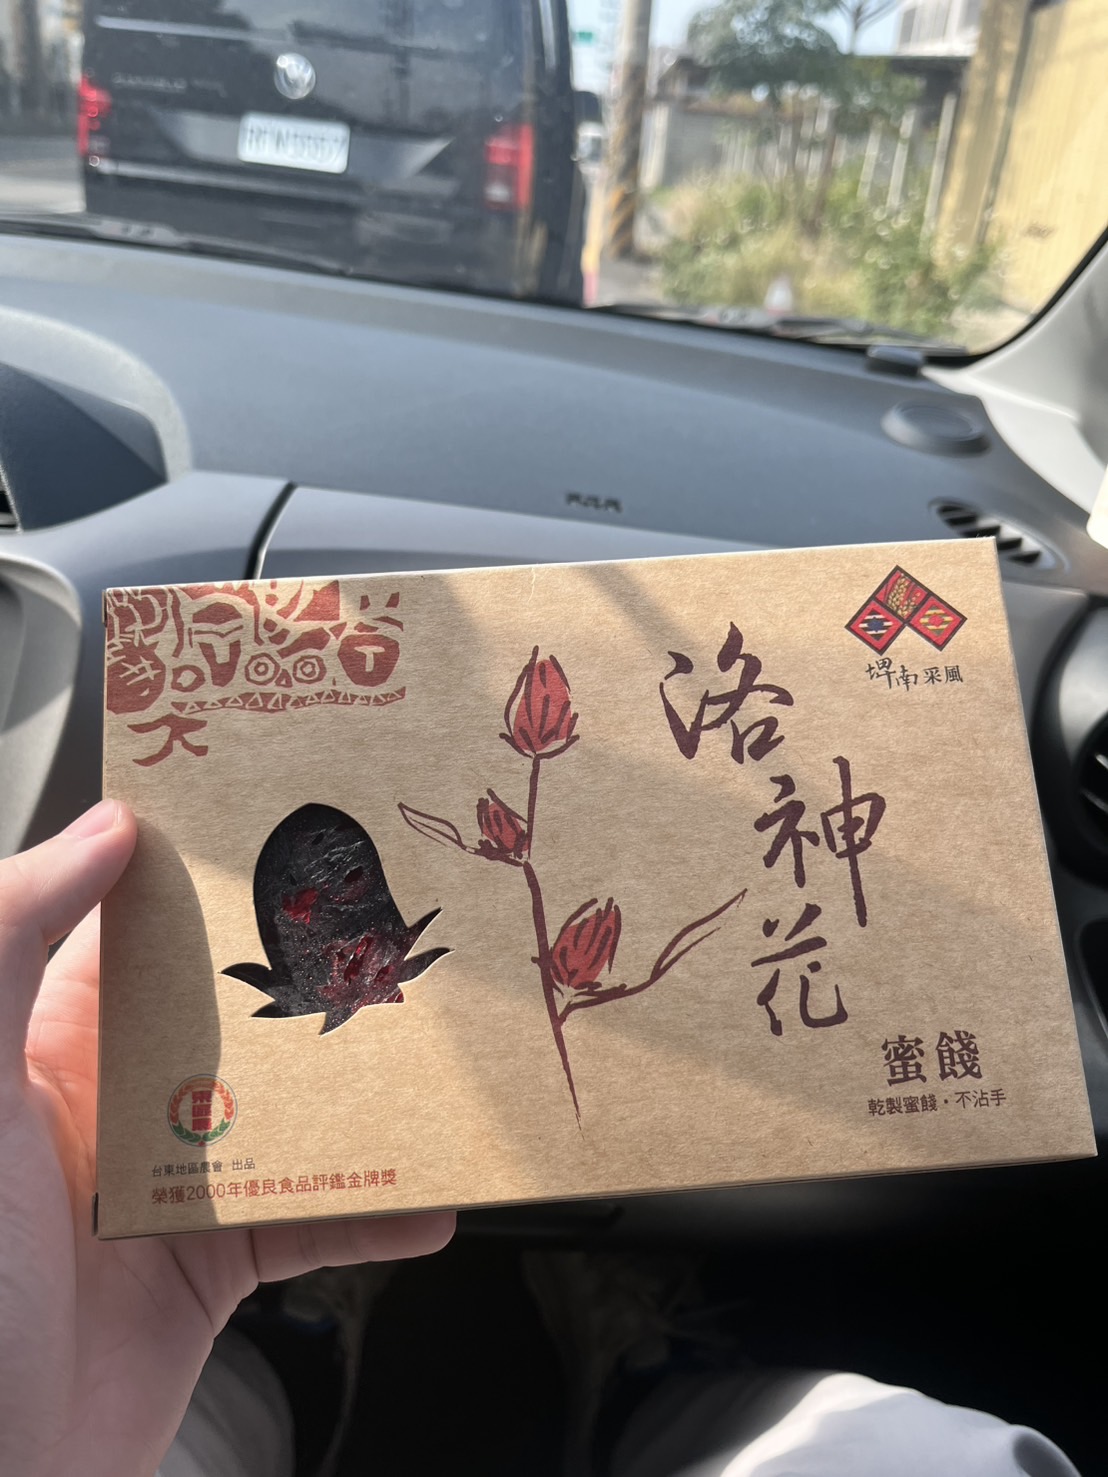 洛神花
埤南采風
蜜餞
乾製蜜餞・不沾手
台東地區農會 出品
榮獲2000年優良食品評鑑金牌獎